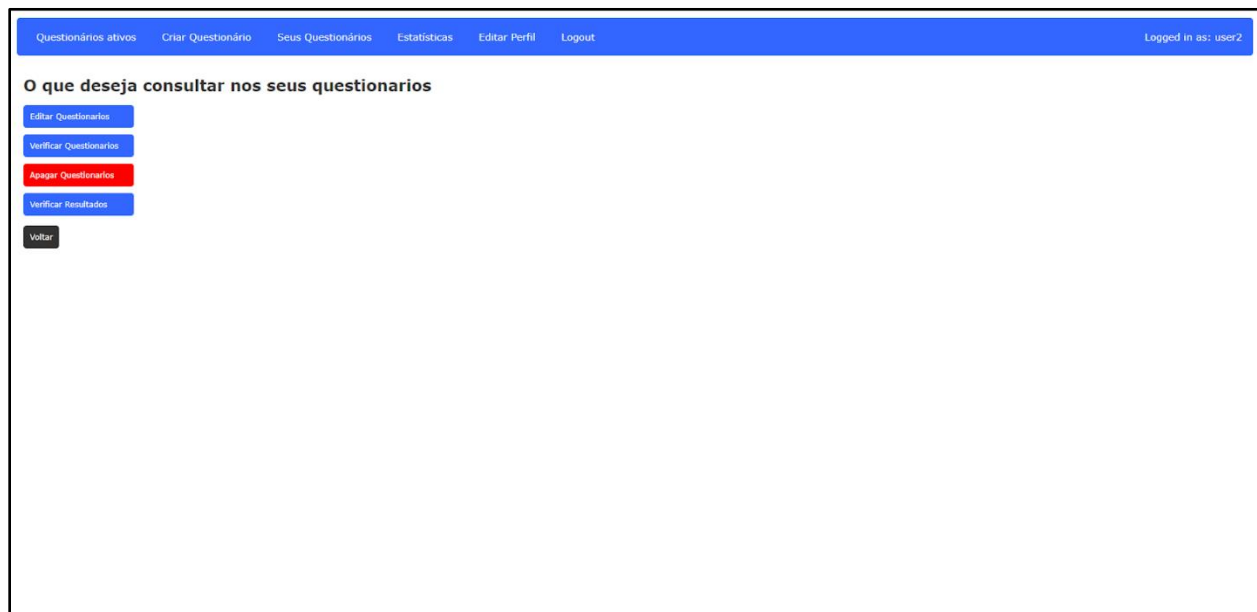 Questionários ativos Criar Questionário Seus Questionários Estatísticas Editar Perfil Logout Logged in as: user2
O que deseja consultar nos seus questionarios
Editar Questionarios
Verificar Questionarios
Apagar Questionarios
Verificar Resultados
Voltar